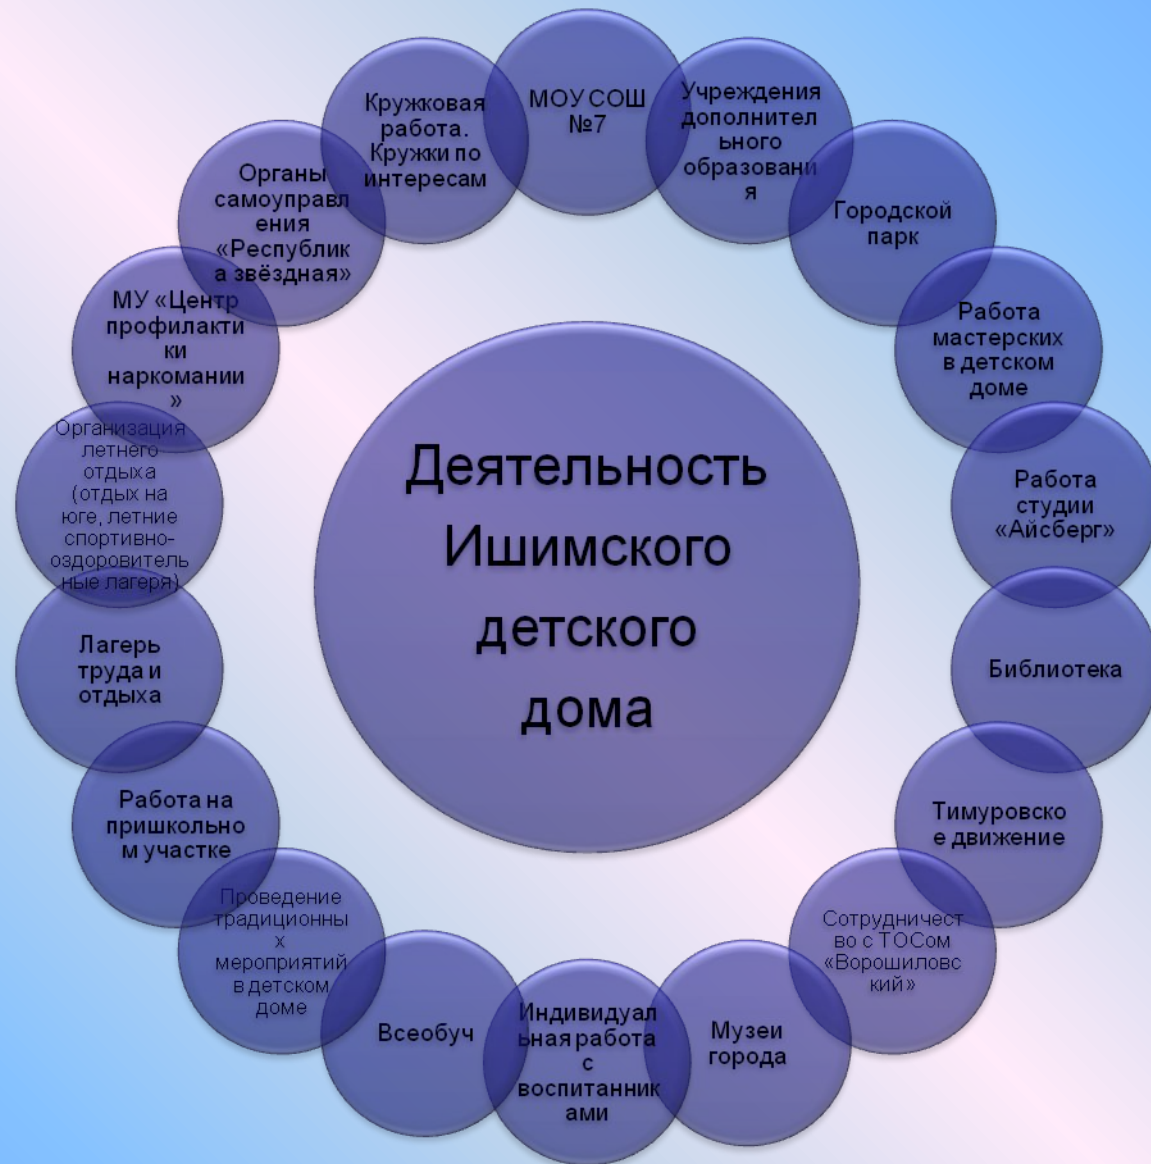 МОУ СОШ
№7
Учреждения
дополнител
ьного
образовани
я
Городской
парк
Работа
мастерских
в детском
доме
Работа
студии
«Айсберг»
Библиотека
Тимуровско
е движение
Сотрудничест
во с ТОСом
«Ворошиловс
кий»
Музеи
города
Индивидуал
ьная работа
с
воспитанник
ами
Всеобуч
Проведение
традиционны
х
мероприятий
в детском
доме
Работа на
пришкольно
м участке
Лагерь
труда и
отдыха
Организация
летнего
отдыха
(отдых на
юге, летние
спортивно-
оздоровитель
ные лагеря)
МУ «Центр
профилакти
ки
наркомании
»
Органы
самоуправл
ения
«Республик
а звёздная»
Кружковая
работа.
Кружки по
интересам
Деятельность
Ишимского
детского
дома